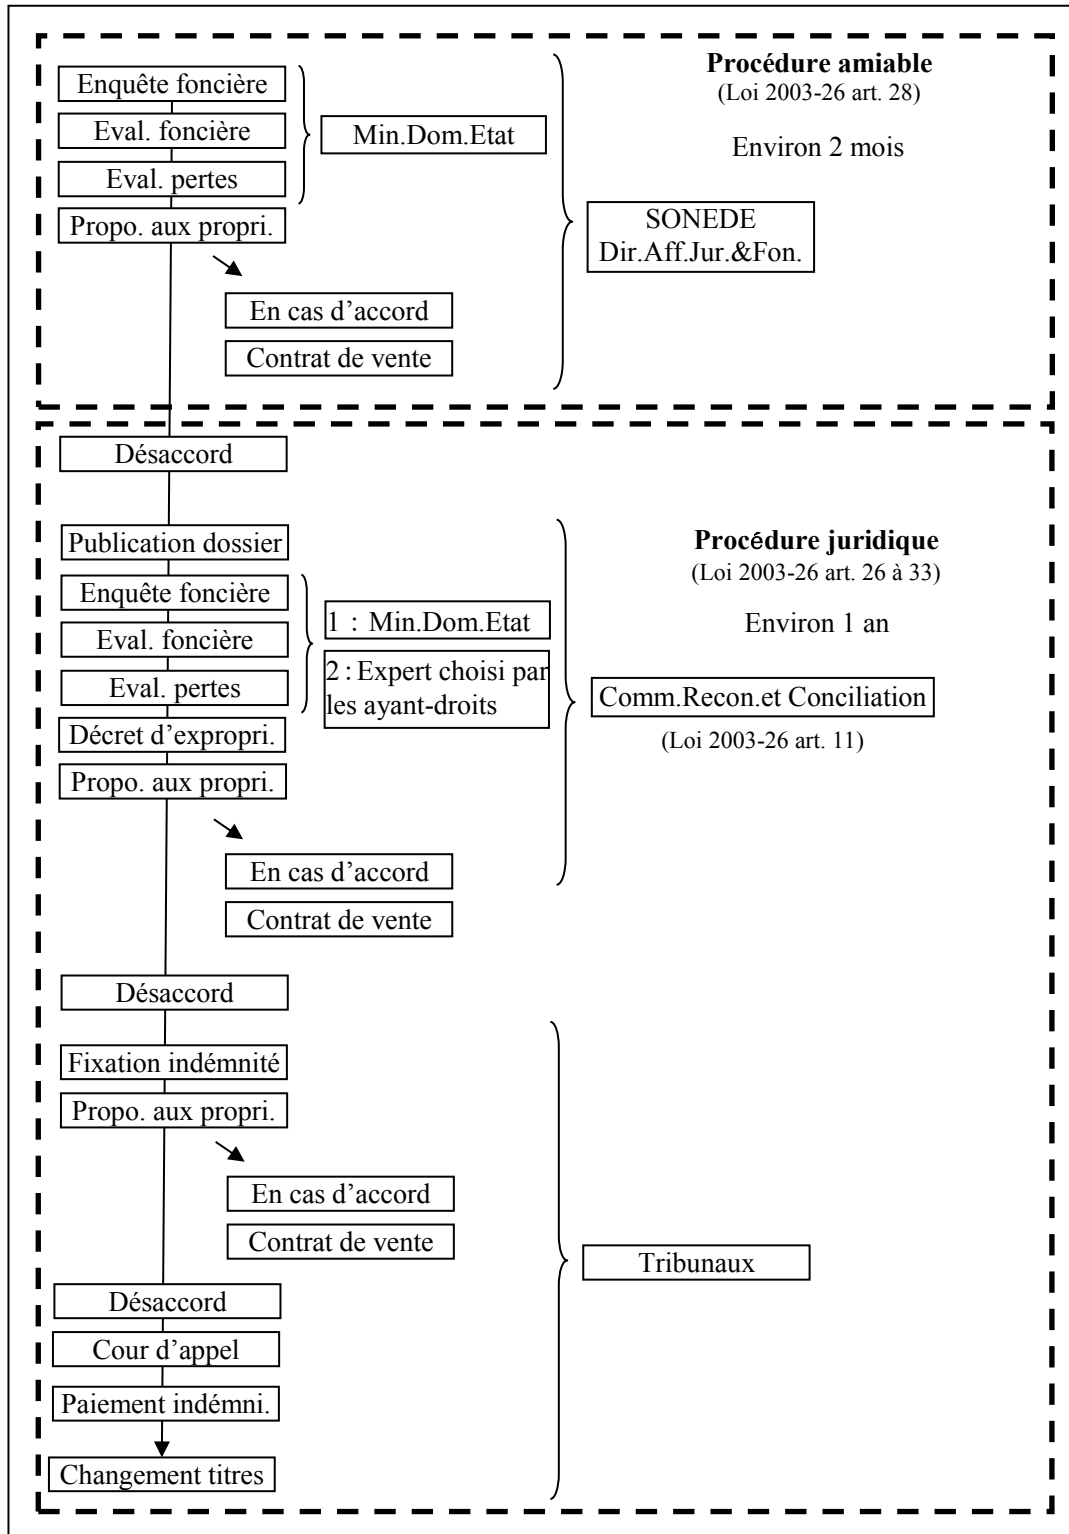 Procédure amiable
(Loi 2003-26 art. 28)
Environ 2 mois
Enquête foncière
Eval. foncière
Eval. pertes
Propo. aux propri.
Min.Dom.Etat
SONEDE
Dir.Aff.Jur.&Fon.
En cas d’accord
Contrat de vente
Désaccord
Publication dossier
Procédure juridique
(Loi 2003-26 art. 26 à 33)
Environ 1 an
Enquête foncière
Eval. foncière
Eval. pertes
Décret d’expropri.
Propo. aux propri.
1 : Min.Dom.Etat
2 : Expert choisi par
les ayant-droits
Comm.Recon.et Conciliation
(Loi 2003-26 art. 11)
En cas d’accord
Contrat de vente
Désaccord
Fixation indémnité
Propo. aux propri.
En cas d’accord
Contrat de vente
Tribunaux
Désaccord
Cour d’appel
Paiement indémni.
Changement titres